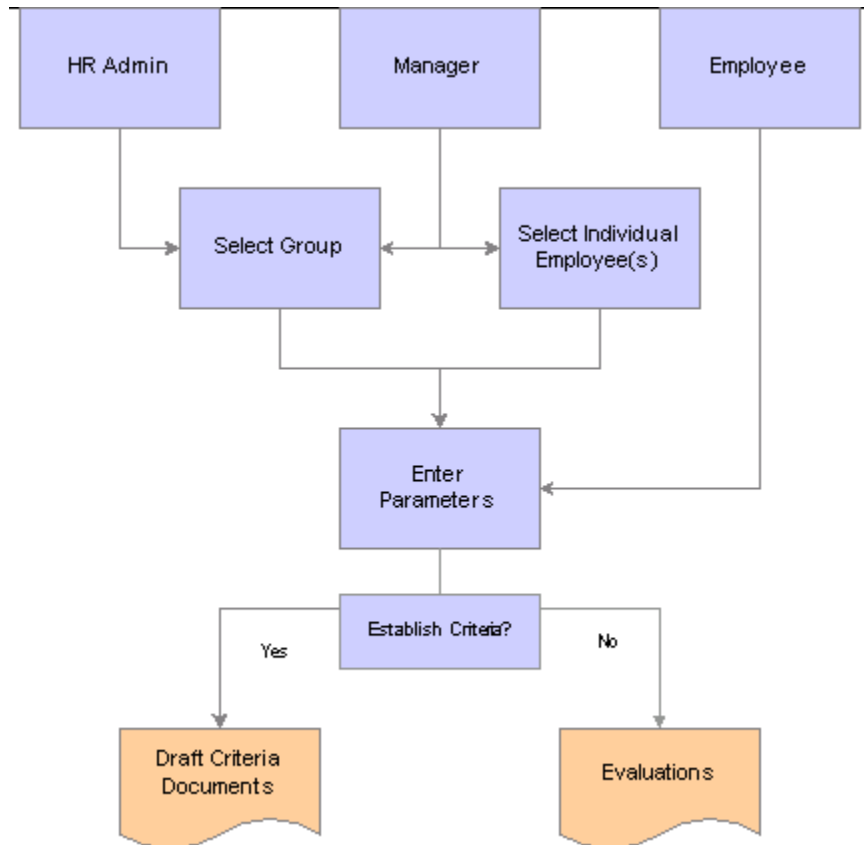 HR Admin
Manager
Employee
Select Group
Select Individual
Employee(s)
Enter
Parameters
Establish Criteria?
Yes
No
Draft Criteria
Documents
Evaluations